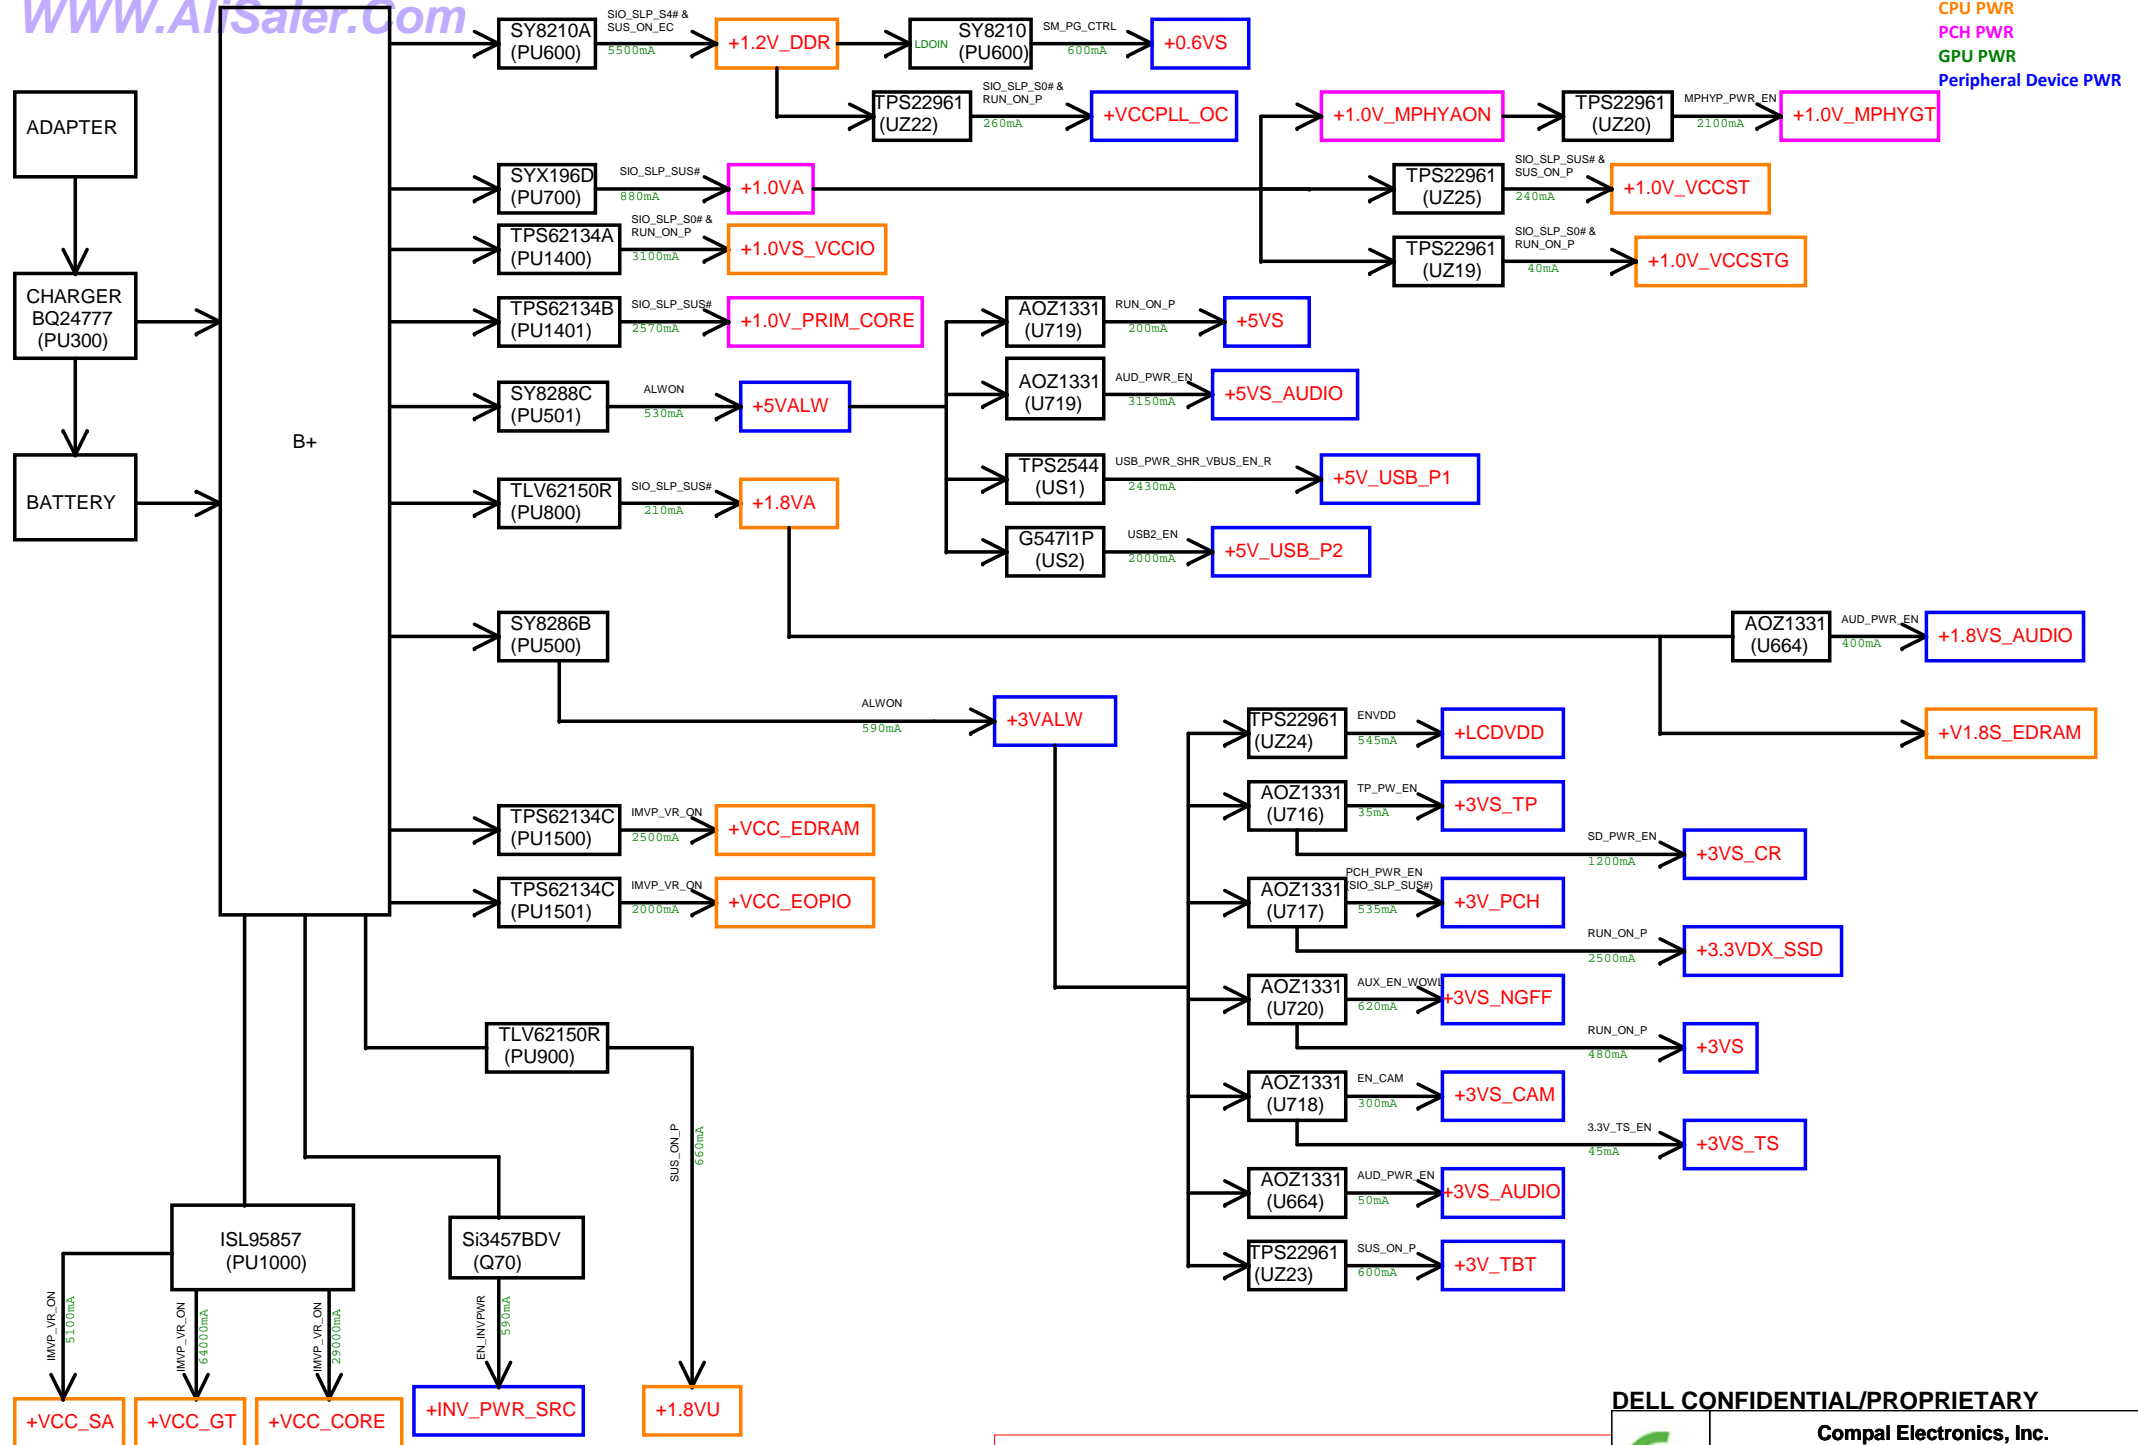 WWW.AliSaler.Com
CPU PWR
PCH PWR
GPU PWR
Peripheral Device PWR
ADAPTER
CHARGER
BQ24777
(PU300)
BATTERY
B+
SY8210A
(PU600)
SIO_SLP_S4# &
SUS_ON_EC
5500mA
+1.2V_DDR
LDOIN
SY8210
(PU600)
SM_PG_CTRL
600mA
+0.6VS
TPS22961
(UZ22)
SIO_SLP_S0# &
RUN_ON_P
260mA
+VCCPLL_OC
+1.0V_MPHYAON
TPS22961
(UZ20)
MPHYP_PWR_EN
2100mA
+1.0V_MPHYGT
SYX196D
(PU700)
SIO_SLP_SUS#
880mA
+1.0VA
TPS22961
(UZ25)
SIO_SLP_SUS# &
SUS_ON_P
240mA
+1.0V_VCCST
TPS62134A
(PU1400)
SIO_SLP_S0# &
RUN_ON_P
3100mA
+1.0VS_VCCIO
TPS22961
(UZ19)
SIO_SLP_S0# &
RUN_ON_P
40mA
+1.0V_VCCSTG
TPS62134B
(PU1401)
SIO_SLP_SUS#
2570mA
+1.0V_PRIM_CORE
AOZ1331
(U719)
RUN_ON_P
200mA
+5VS
SY8288C
(PU501)
ALWON
530mA
+5VALW
AOZ1331
(U719)
AUD_PWR_EN
3150mA
+5VS_AUDIO
TPS2544
(US1)
USB_PWR_SHR_VBUS_EN_R
2430mA
+5V_USB_P1
TLV62150R
(PU800)
SIO_SLP_SUS#
210mA
+1.8VA
G547I1P
(US2)
USB2_EN
2000mA
+5V_USB_P2
SY8286B
(PU500)
AOZ1331
(U664)
AUD_PWR_EN
400mA
+1.8VS_AUDIO
ALWON
590mA
+3VALW
TPS22961
(UZ24)
ENVDD
545mA
+LCDVDD
+V1.8S_EDRAM
AOZ1331
(U716)
TP_PW_EN
35mA
+3VS_TP
TPS62134C
(PU1500)
IMVP_VR_ON
2500mA
+VCC_EDRAM
SD_PWR_EN
1200mA
+3VS_CR
TPS62134C
(PU1501)
IMVP_VR_ON
2000mA
+VCC_EOPIO
AOZ1331
(U717)
PCH_PWR_EN
(SIO_SLP_SUS#)
535mA
+3V_PCH
RUN_ON_P
2500mA
+3.3VDX_SSD
AOZ1331
(U720)
AUX_EN_WOWL
620mA
+3VS_NGFF
TLV62150R
(PU900)
RUN_ON_P
480mA
+3VS
AOZ1331
(U718)
EN_CAM
300mA
+3VS_CAM
SUS_ON_P
660mA
3.3V_TS_EN
45mA
+3VS_TS
AOZ1331
(U664)
AUD_PWR_EN
50mA
+3VS_AUDIO
ISL95857
(PU1000)
Si3457BDV
(Q70)
TPS22961
(UZ23)
SUS_ON_P
600mA
+3V_TBT
IMVP_VR_ON
5100mA
IMVP_VR_ON
64000mA
IMVP_VR_ON
29000mA
EN_INVPWR
590mA
+VCC_SA
+VCC_GT
+VCC_CORE
+INV_PWR_SRC
+1.8VU
DELL CONFIDENTIAL/PROPRIETARY
Compal Electronics, Inc.